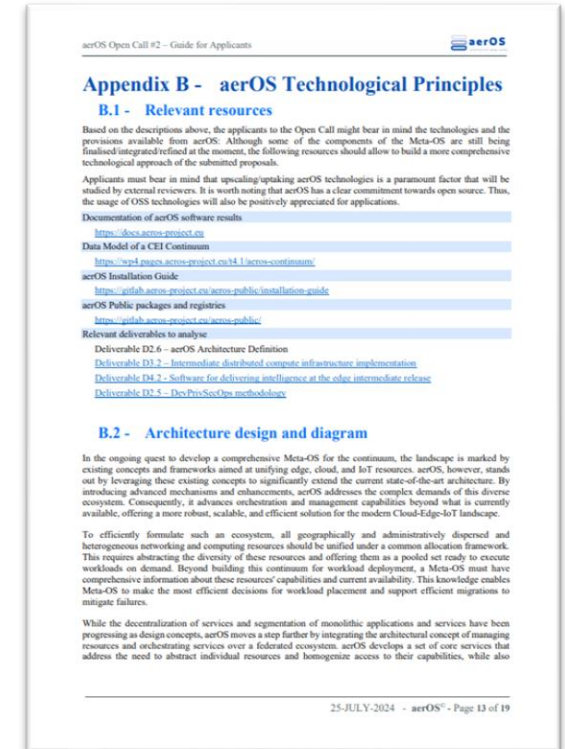 aerOS Open Call #2 – Guide for Applicants
aerOS
Appendix B - aerOS Technological Principles
B.1 - Relevant resources
Based on the descriptions above, the applicants to the Open Call might bear in mind the technologies and the
provisions available from aerOS: Although some of the components of the Meta-OS are still being
finalised/integrated/refined at the moment, the following resources should allow to build a more comprehensive
technological approach of the submitted proposals.
Applicants must bear in mind that upscaling/uptaking aerOS technologies is a paramount factor that will be
studied by external reviewers. It is worth noting that aerOS has a clear commitment towards open source. Thus,
the usage of OSS technologies will also be positively appreciated for applications.
Documentation of aerOS software results
https://docs.aeros-project.eu
Data Model of a CEI Continuum
https://wp4.pages.aeros-project.eu/t4.1/aeros-continuum/
aerOS Installation Guide
https://gitlab.aeros-project.eu/aeros-public/installation-guide
aerOS Public packages and registries
https://gitlab.aeros-project.eu/aeros-public/
Relevant deliverables to analyse
Deliverable D2.6 – aerOS Architecture Definition
Deliverable D3.2 – Intermediate distributed compute infrastructure implementation
Deliverable D4.2 - Software for delivering intelligence at the edge intermediate release
Deliverable D2.5 – DevPrivSecOps methodology
B.2 - Architecture design and diagram
In the ongoing quest to develop a comprehensive Meta-OS for the continuum, the landscape is marked by
existing concepts and frameworks aimed at unifying edge, cloud, and IoT resources. aerOS, however, stands
out by leveraging these existing concepts to significantly extend the current state-of-the-art architecture. By
introducing advanced mechanisms and enhancements, aerOS addresses the complex demands of this diverse
ecosystem. Consequently, it advances orchestration and management capabilities beyond what is currently
available, offering a more robust, scalable, and efficient solution for the modern Cloud-Edge-IoT landscape.
To efficiently formulate such an ecosystem, all geographically and administratively dispersed and
heterogeneous networking and computing resources should be unified under a common allocation framework.
This requires abstracting the diversity of these resources and offering them as a pooled set ready to execute
workloads on demand. Beyond building this continuum for workload deployment, a Meta-OS must have
comprehensive information about these resources' capabilities and current availability. This knowledge enables
Meta-OS to make the most efficient decisions for workload placement and support efficient migrations to
mitigate failures.
While the decentralization of services and segmentation of monolithic applications and services have been
progressing as design concepts, aerOS moves a step further by integrating the architectural concept of managing
resources and orchestrating services over a federated ecosystem. aerOS develops a set of core services that
address the need to abstract individual resources and homogenize access to their capabilities, while also
25-JULY-2024 - aerOS© - Page 13 of 19